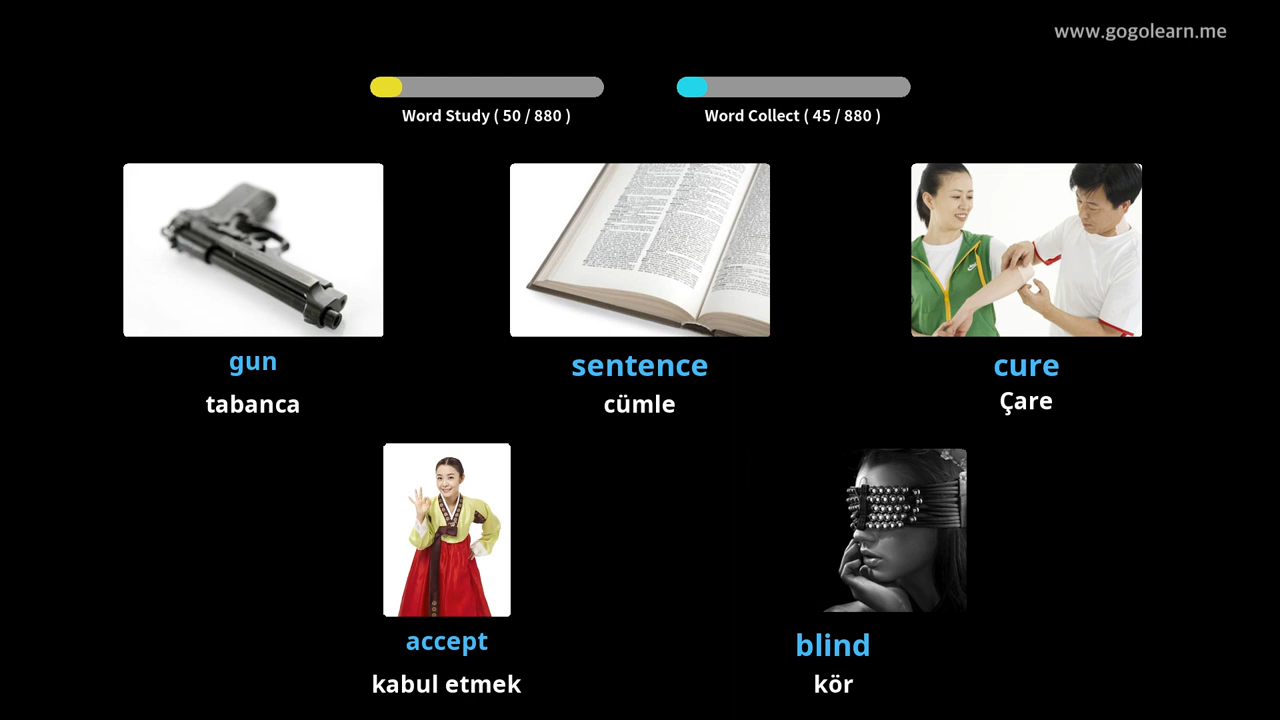 www.gogolearn.me
Word Study ( 50 / 880 )
Word Collect ( 45 / 880 )
gun
tabanca
sentence
cümle
cure
Çare
accept
kabul etmek
blind
kör